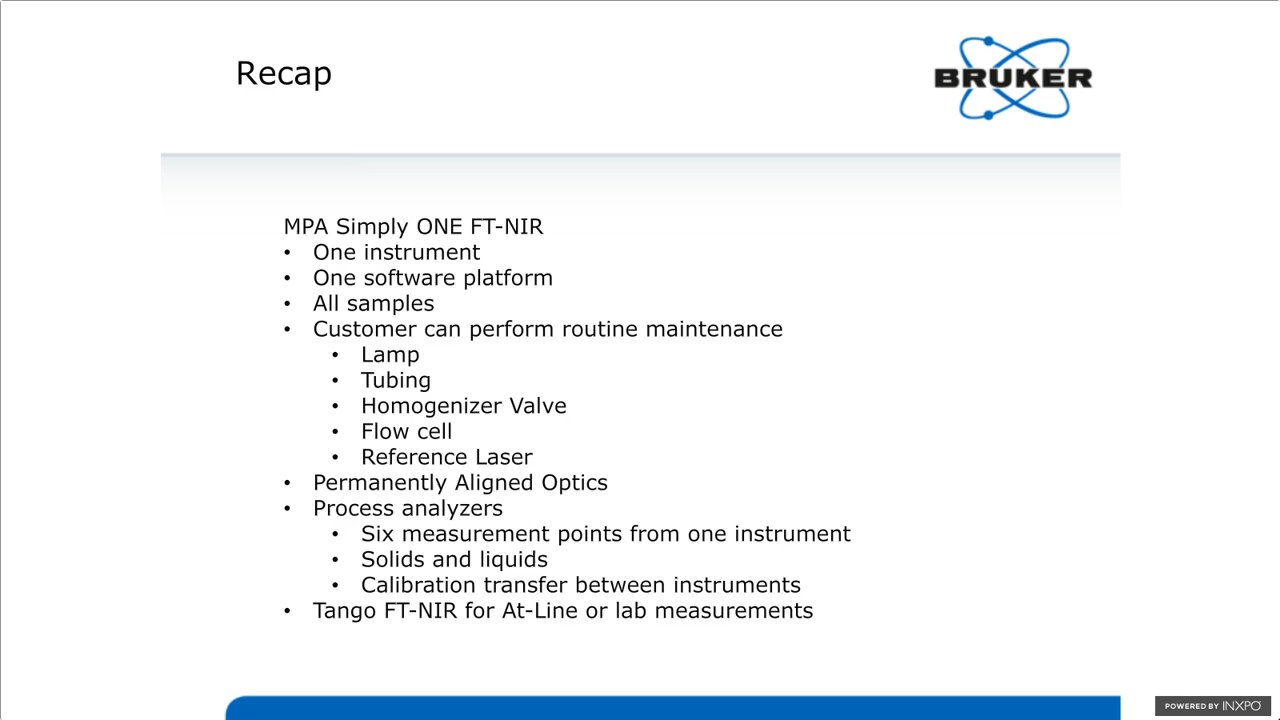 Recap
BRUKER
MPA Simply ONE FT-NIR
• One instrument
• One software platform
• All samples
• Customer can perform routine maintenance
• Lamp
• Tubing
• Homogenizer Valve
• Flow cell
• Reference Laser
• Permanently Aligned Optics
• Process analyzers
• Six measurement points from one instrument
• Solids and liquids
• Calibration transfer between instruments
• Tango FT-NIR for At-Line or lab measurements
POWERED BY INXPO